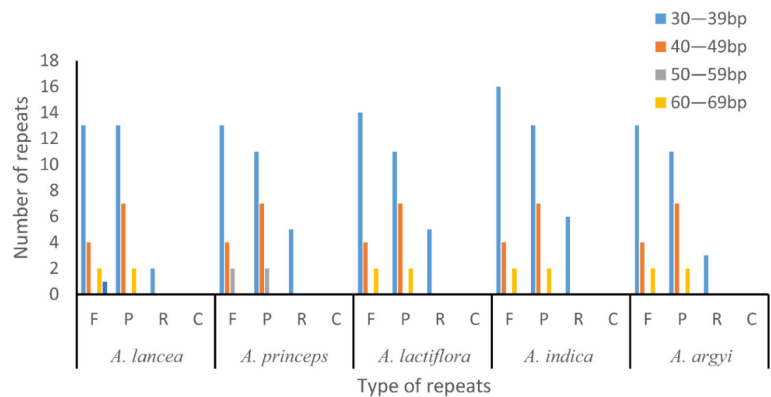 30—39bp
40—49bp
50—59bp
60—69bp
Number of repeats
18
16
14
12
10
8
6
4
2
0
F P R C F P R C F P R C F P R C F P R C
A. lancea A. princeps A. lactiflora A. indica A. argyi
Type of repeats